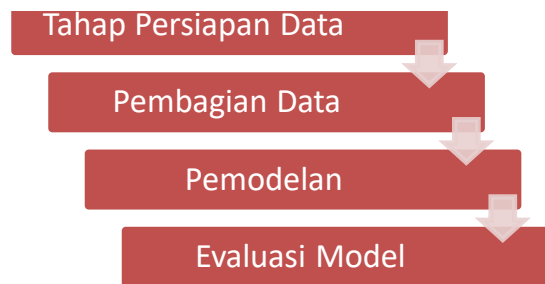 Tahap Persiapan Data
Pembagian Data
Pemodelan
Evaluasi Model